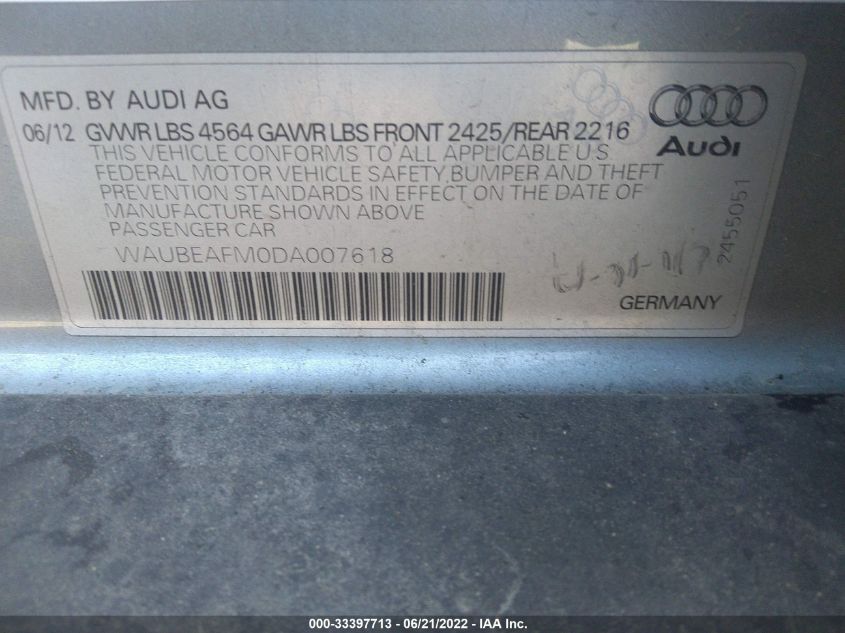 MFD. BY AUDI AG
06/12 GVWR LBS 4564 GAWR LBS FRONT 2425/REAR 2216
THIS VEHICLE CONFORMS TO ALL APPLICABLE U.S
FEDERAL MOTOR VEHICLE SAFETY,BUMPER AND THEFT
PREVENTION STANDARDS IN EFFECT ON THE DATE OF
MANUFACTURE SHOWN ABOVE
PASSENGER CAR
WAUBEAFM0DA007618
Audi
2455051
GERMANY
000-33397713 - 06/21/2022 - IAA Inc.